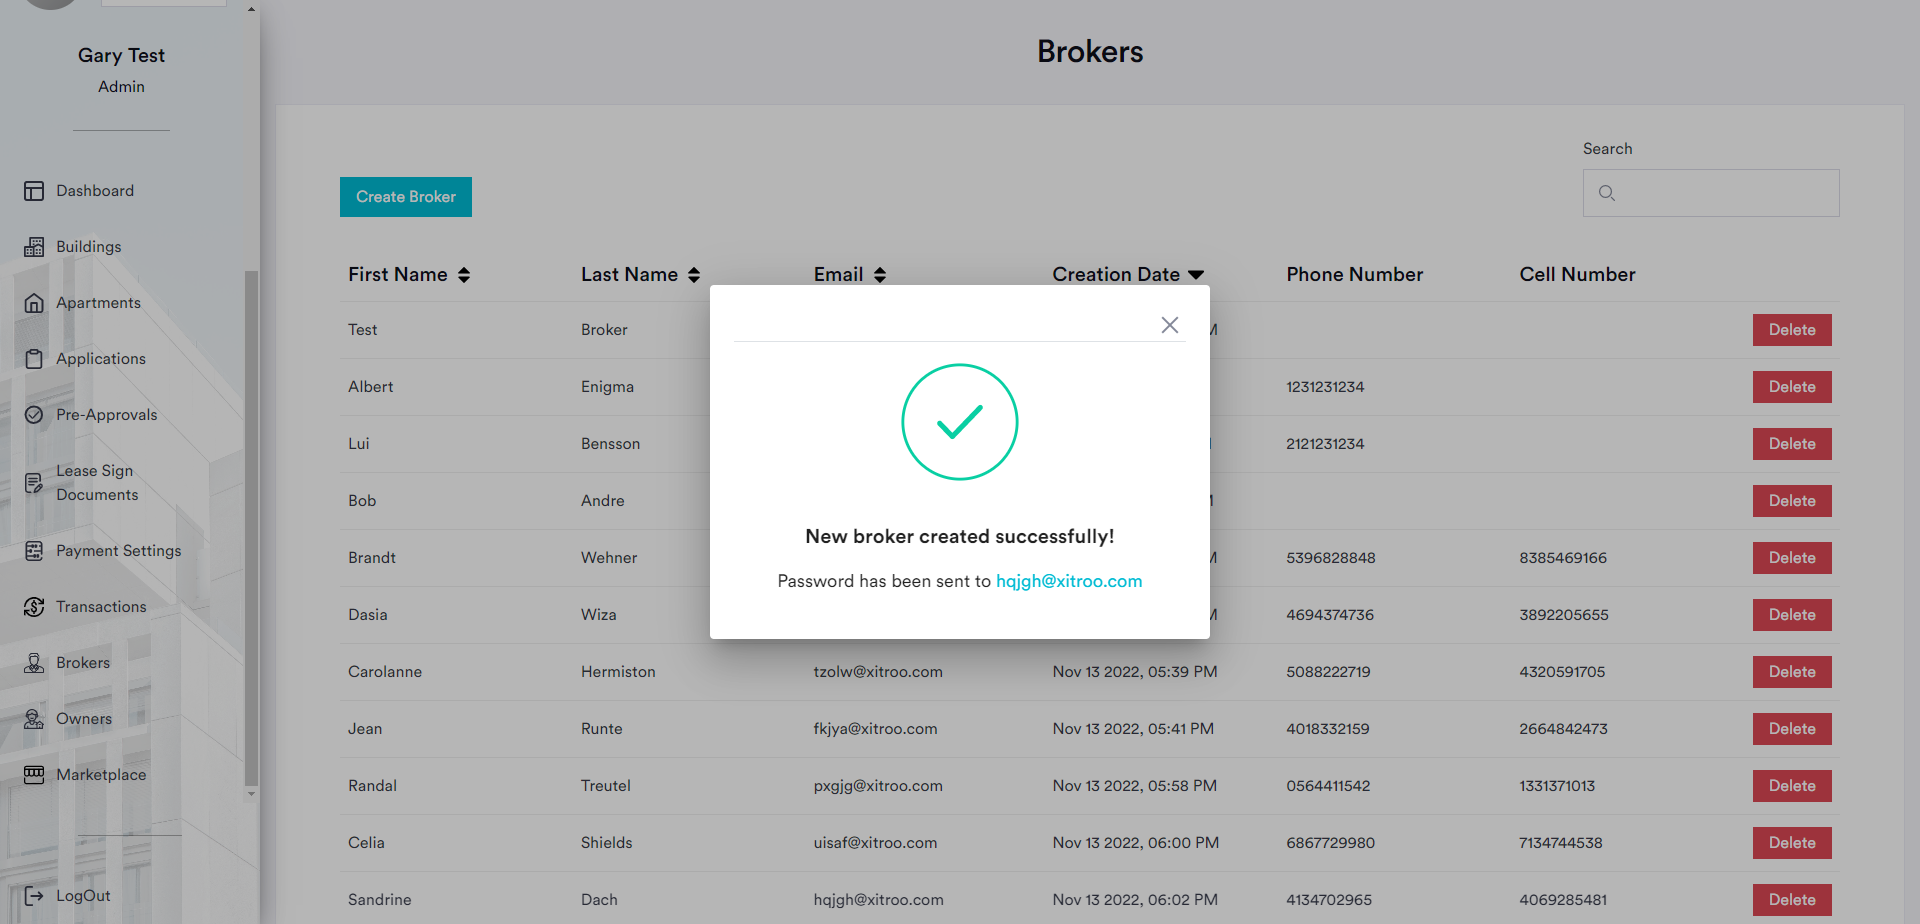 Gary Test
Admin
Dashboard
Buildings
Apartments
Applications
Pre-Approvals
Lease Sign
Documents
Payment Settings
Transactions
Brokers
Owners
Marketplace
LogOut
Brokers
Search
Create Broker
First Name Last Name Email Creation Date Phone Number Cell Number
Test Broker Delete
Albert Enigma 1231231234 Delete
Lui Bensson 2121231234 Delete
Bob Andre Delete
Brandt Wehner 5396828848 8385469166 Delete
Dasia Wiza 4694374736 3892205655 Delete
Carolanne Hermiston tzolw@xitroo.com Nov 13 2022, 05:39 PM 5088222719 4320591705 Delete
Jean Runte fkjya@xitroo.com Nov 13 2022, 05:41 PM 4018332159 2664842473 Delete
Randal Treutel pxgjg@xitroo.com Nov 13 2022, 05:58 PM 0564411542 1331371013 Delete
Celia Shields uisaf@xitroo.com Nov 13 2022, 06:00 PM 6867729980 7134744538 Delete
Sandrine Dach hqjgh@xitroo.com Nov 13 2022, 06:02 PM 4134702965 4069285481 Delete
New broker created successfully!
Password has been sent to hqjgh@xitroo.com